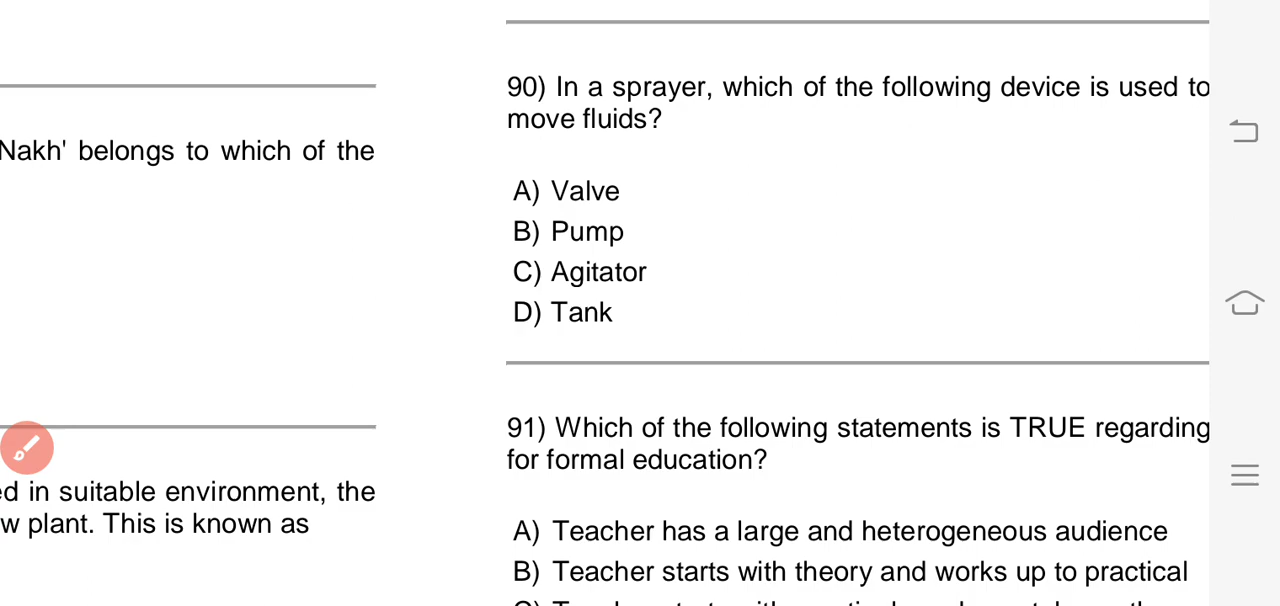 Nakh' belongs to which of the
ed in suitable environment, the
w plant. This is known as
90) In a sprayer, which of the following device is used to
move fluids?
A) Valve
B) Pump
C) Agitator
D) Tank
91) Which of the following statements is TRUE regarding
for formal education?
A) Teacher has a large and heterogeneous audience
B) Teacher starts with theory and works up to practical